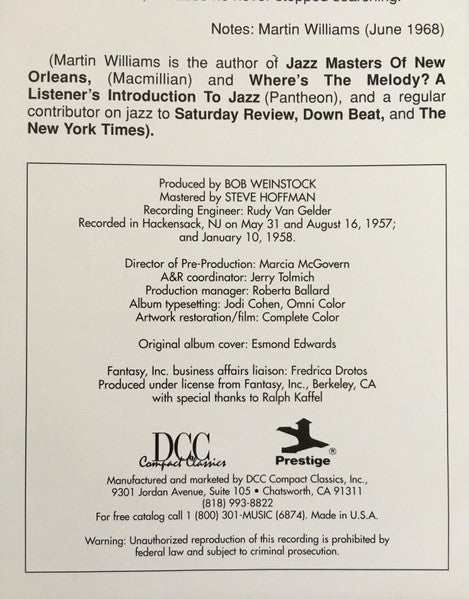 never stopped searching.
Notes: Martin Williams (June 1968)
(Martin Williams is the author of Jazz Masters Of New
Orleans, (Macmillian) and Where's The Melody? A
Listener's Introduction To Jazz (Pantheon), and a regular
contributor on jazz to Saturday Review, Down Beat, and The
New York Times).
Produced by BOB WEINSTOCK
Mastered by STEVE HOFFMAN
Recording Engineer: Rudy Van Gelder
Recorded in Hackensack, NJ on May 31 and August 16, 1957;
and January 10, 1958.
Director of Pre-Production: Marcia McGovern
A&R coordinator: Jerry Tolmich
Production manager: Roberta Ballard
Album typesetting: Jodi Cohen, Omni Color
Artwork restoration/film: Complete Color
Original album cover: Esmond Edwards
Fantasy, Inc. business affairs liaison: Fredrica Drotos
Produced under license from Fantasy, Inc., Berkeley, CA
with special thanks to Ralph Kaffel
DCC
Compact Classics
Prestige®
Manufactured and marketed by DCC Compact Classics, Inc.,
9301 Jordan Avenue, Suite 105 • Chatsworth, CA 91311
(818) 993-8822
For free catalog call 1 (800) 301-MUSIC (6874). Made in U.S.A.
Warning: Unauthorized reproduction of this recording is prohibited by
federal law and subject to criminal prosecution.